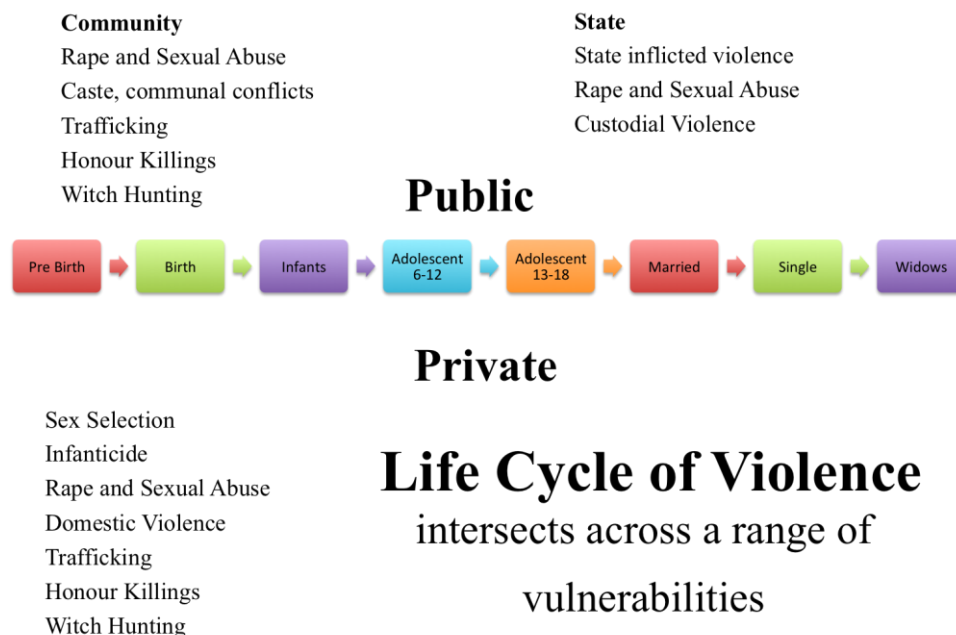 Community
Rape and Sexual Abuse
Caste, communal conflicts
Trafficking
Honour Killings
Witch Hunting
State
State inflicted violence
Rape and Sexual Abuse
Custodial Violence
Public
Pre Birth
Birth
Infants
Adolescent
6-12
Adolescent
13-18
Married
Single
Widows
Private
Sex Selection
Infanticide
Rape and Sexual Abuse
Domestic Violence
Trafficking
Honour Killings
Witch Hunting
Life Cycle of Violence
intersects across a range of
vulnerabilities